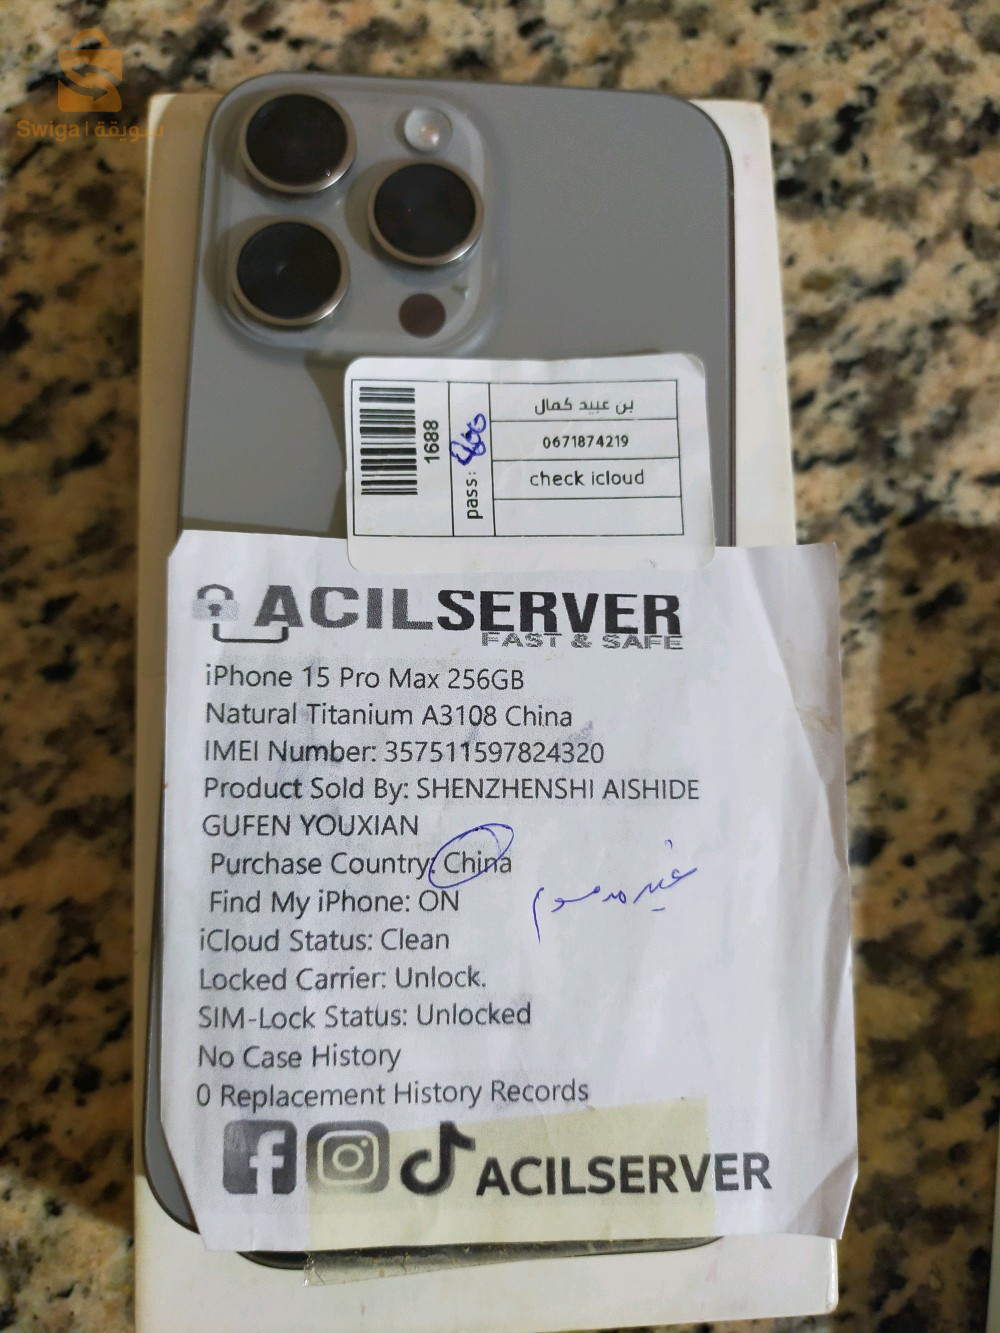 Swiga | سويقة
1688
pass:
بن عبيد كمال
0671874219
check icloud
ACILSERVER
FAST & SAFE
iPhone 15 Pro Max 256GB
Natural Titanium A3108 China
IMEI Number: 357511597824320
Product Sold By: SHENZHENSHI AISHIDE
GUFEN YOUXIAN
Purchase Country: China
غير مرسوم
Find My iPhone: ON
iCloud Status: Clean
Locked Carrier: Unlock.
SIM-Lock Status: Unlocked
No Case History
0 Replacement History Records
ACILSERVER